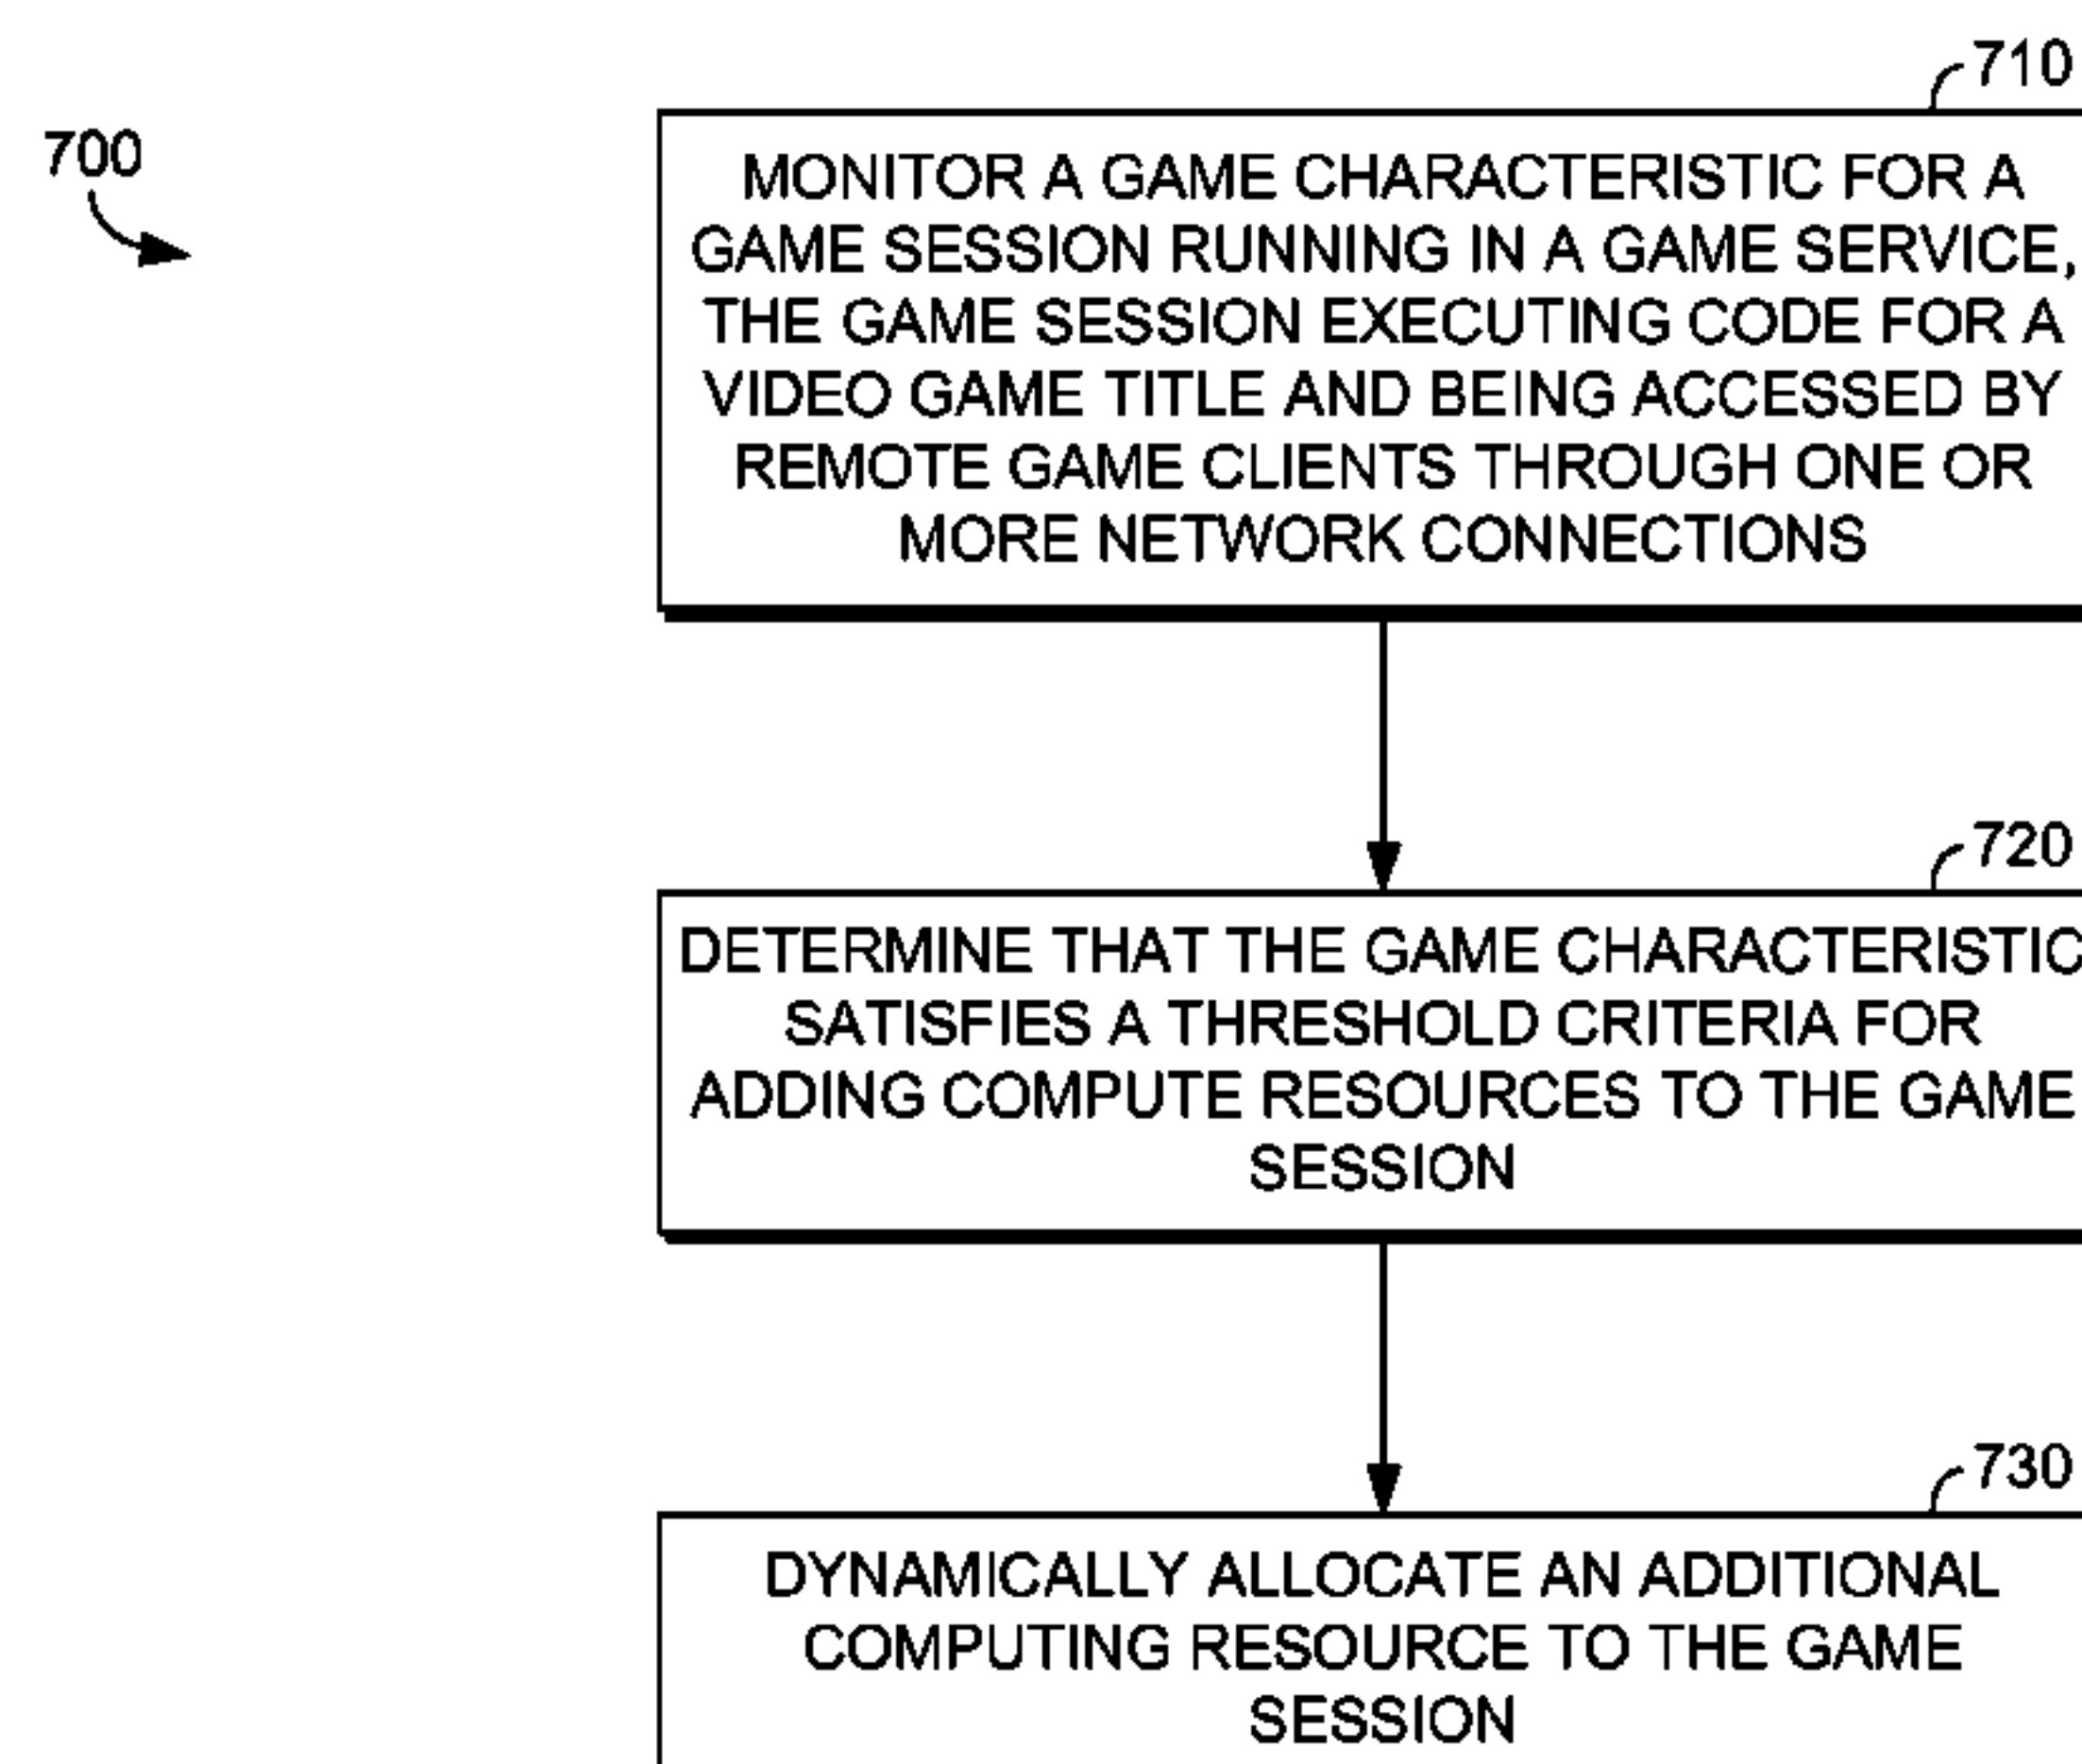 710
700
MONITOR A GAME CHARACTERISTIC FOR A
GAME SESSION RUNNING IN A GAME SERVICE,
THE GAME SESSION EXECUTING CODE FOR A
VIDEO GAME TITLE AND BEING ACCESSED BY
REMOTE GAME CLIENTS THROUGH ONE OR
MORE NETWORK CONNECTIONS
720
DETERMINE THAT THE GAME CHARACTERISTIC
SATISFIES A THRESHOLD CRITERIA FOR
ADDING COMPUTE RESOURCES TO THE GAME
SESSION
730
DYNAMICALLY ALLOCATE AN ADDITIONAL
COMPUTING RESOURCE TO THE GAME
SESSION